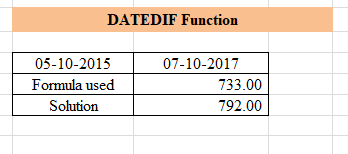 DATEDIF Function
05-10-2015 07-10-2017
Formula used 733.00
Solution 792.00